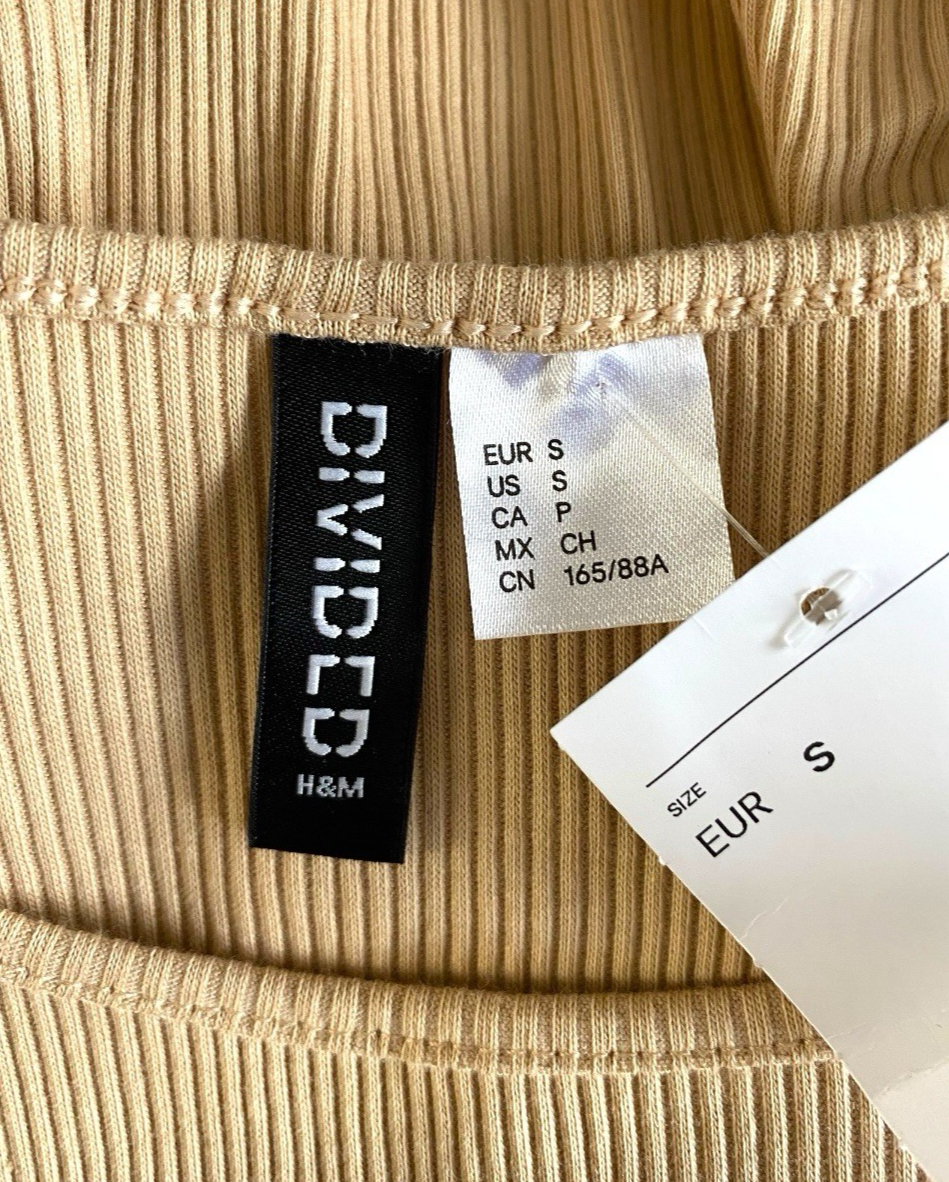 DIVIDED
H&M
EUR S
US S
CA P
MX CH
CN 165/88A
SIZE
EUR S